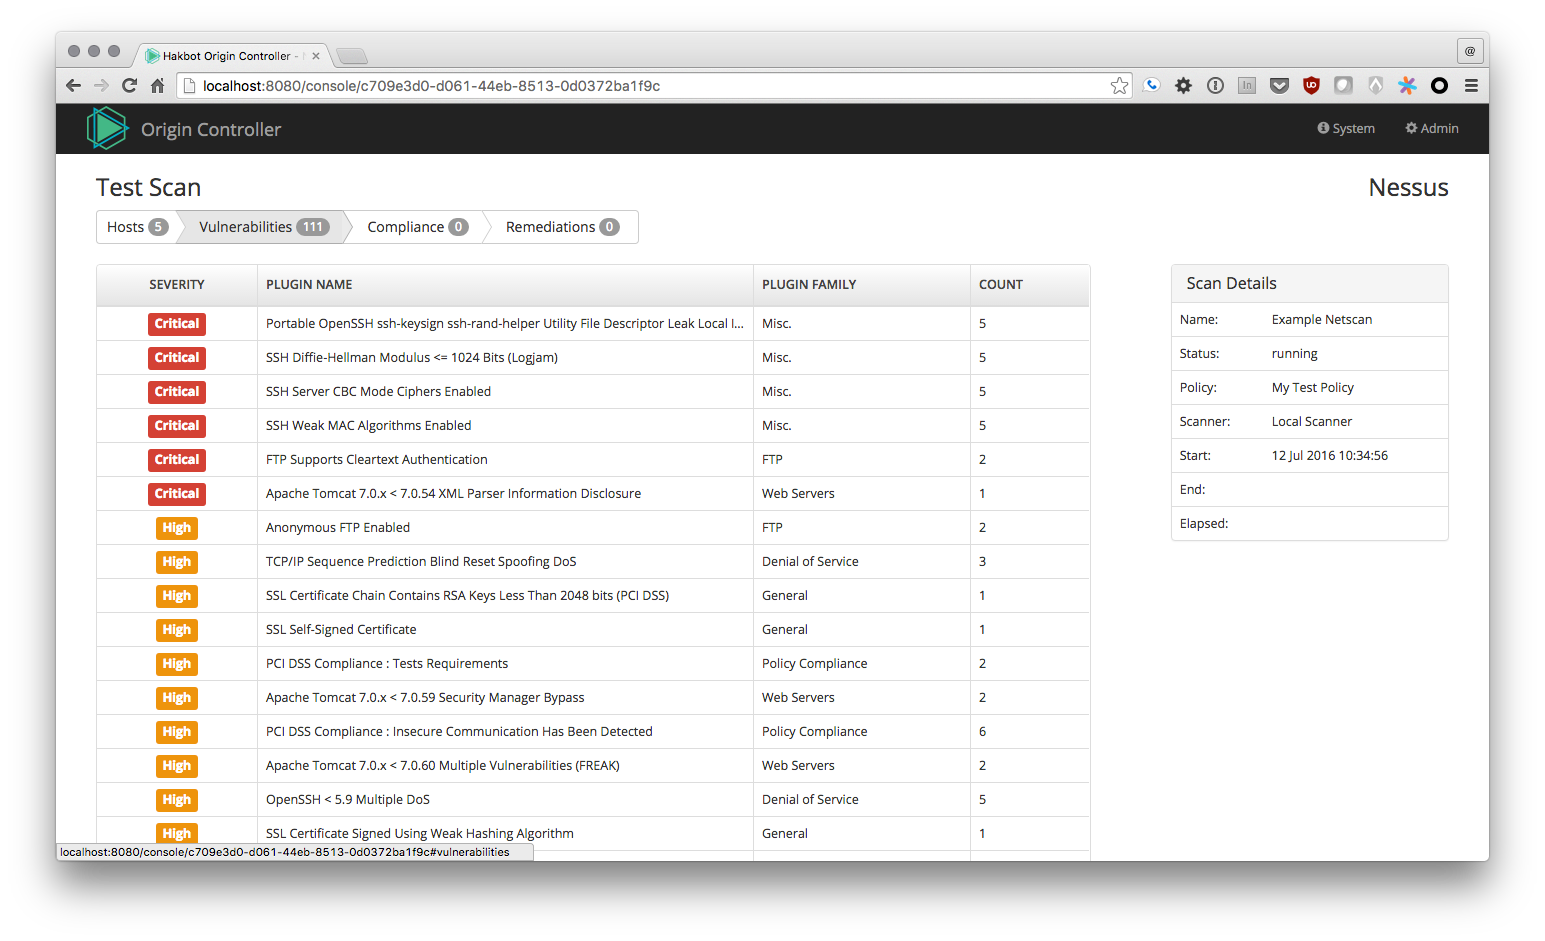 Hakbot Origin Controller -
@
localhost:8080/console/c709e3d0-d061-44eb-8513-0d0372ba1f9c
In
Origin Controller
System Admin
Test Scan
Nessus
Hosts 5 Vulnerabilities 111 Compliance 0 Remediations 0
SEVERITY PLUGIN NAME PLUGIN FAMILY COUNT
Critical Portable OpenSSH ssh-keysign ssh-rand-helper Utility File Descriptor Leak Local I... Misc. 5
Critical SSH Diffie-Hellman Modulus <= 1024 Bits (Logjam) Misc. 5
Critical SSH Server CBC Mode Ciphers Enabled Misc. 5
Critical SSH Weak MAC Algorithms Enabled Misc. 5
Critical FTP Supports Cleartext Authentication FTP 2
Critical Apache Tomcat 7.0.x < 7.0.54 XML Parser Information Disclosure Web Servers 1
High Anonymous FTP Enabled FTP 2
High TCP/IP Sequence Prediction Blind Reset Spoofing DoS Denial of Service 3
High SSL Certificate Chain Contains RSA Keys Less Than 2048 bits (PCI DSS) General 1
High SSL Self-Signed Certificate General 1
High PCI DSS Compliance : Tests Requirements Policy Compliance 2
High Apache Tomcat 7.0.x < 7.0.59 Security Manager Bypass Web Servers 2
High PCI DSS Compliance : Insecure Communication Has Been Detected Policy Compliance 6
High Apache Tomcat 7.0.x < 7.0.60 Multiple Vulnerabilities (FREAK) Web Servers 2
High OpenSSH < 5.9 Multiple DoS Denial of Service 5
High SSL Certificate Signed Using Weak Hashing Algorithm General 1
Scan Details
Name: Example Netscan
Status: running
Policy: My Test Policy
Scanner: Local Scanner
Start: 12 Jul 2016 10:34:56
End:
Elapsed:
localhost:8080/console/c709e3d0-d061-44eb-8513-0d0372ba1f9c#vulnerabilities